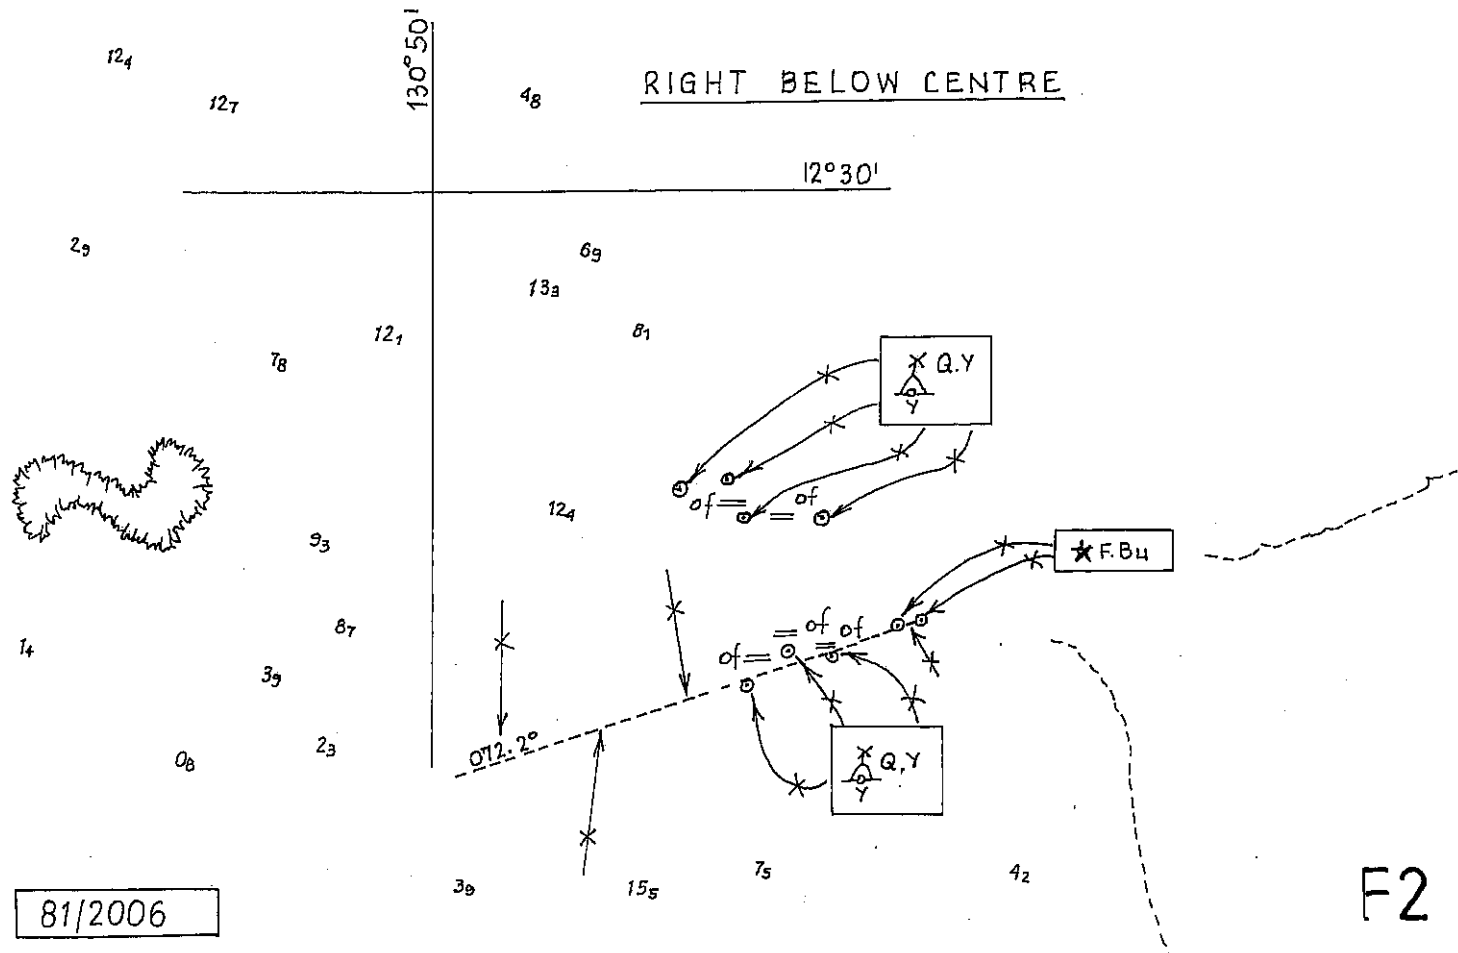 12₄
12₇
130°50'
4₈
RIGHT BELOW CENTRE
12°30'
2₉
6₉
13₃
12₁
8₁
7₈
Q.Y
Y
of
of
12₄
9₃
F.Bu
8₇
of
of
of
1₄
3₉
2₃
0₈
072.2°
Q,Y
Y
3₉
15₅
7₅
4₂
81/2006
F2